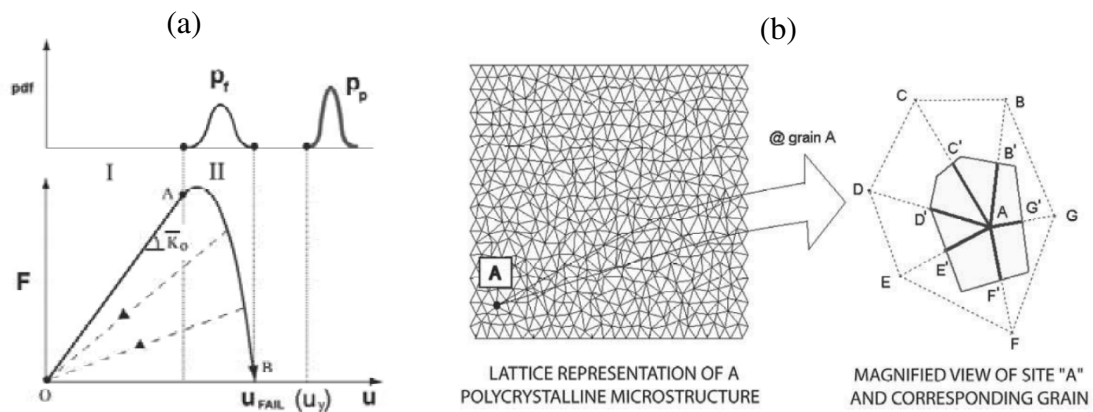 (a)
pdf
p_f
p_p
I
II
A
K̄_o
F
O
B
u_FAIL (u_y) u
(b)
A
@ grain A
C
B
C'
B'
D
D'
A
G'
G
E'
E
F'
F
LATTICE REPRESENTATION OF A
POLYCRYSTALLINE MICROSTRUCTURE
MAGNIFIED VIEW OF SITE "A"
AND CORRESPONDING GRAIN